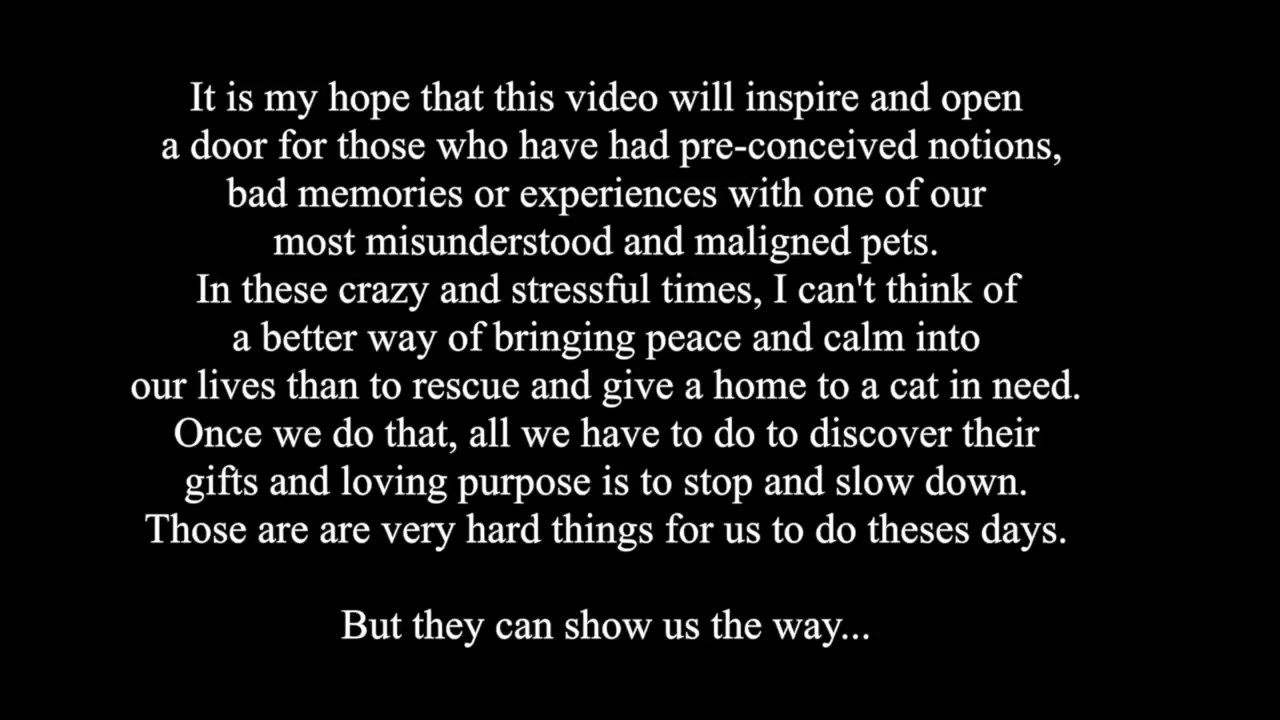 It is my hope that this video will inspire and open
a door for those who have had pre-conceived notions,
bad memories or experiences with one of our
most misunderstood and maligned pets.
In these crazy and stressful times, I can't think of
a better way of bringing peace and calm into
our lives than to rescue and give a home to a cat in need.
Once we do that, all we have to do to discover their
gifts and loving purpose is to stop and slow down.
Those are are very hard things for us to do theses days.
But they can show us the way...